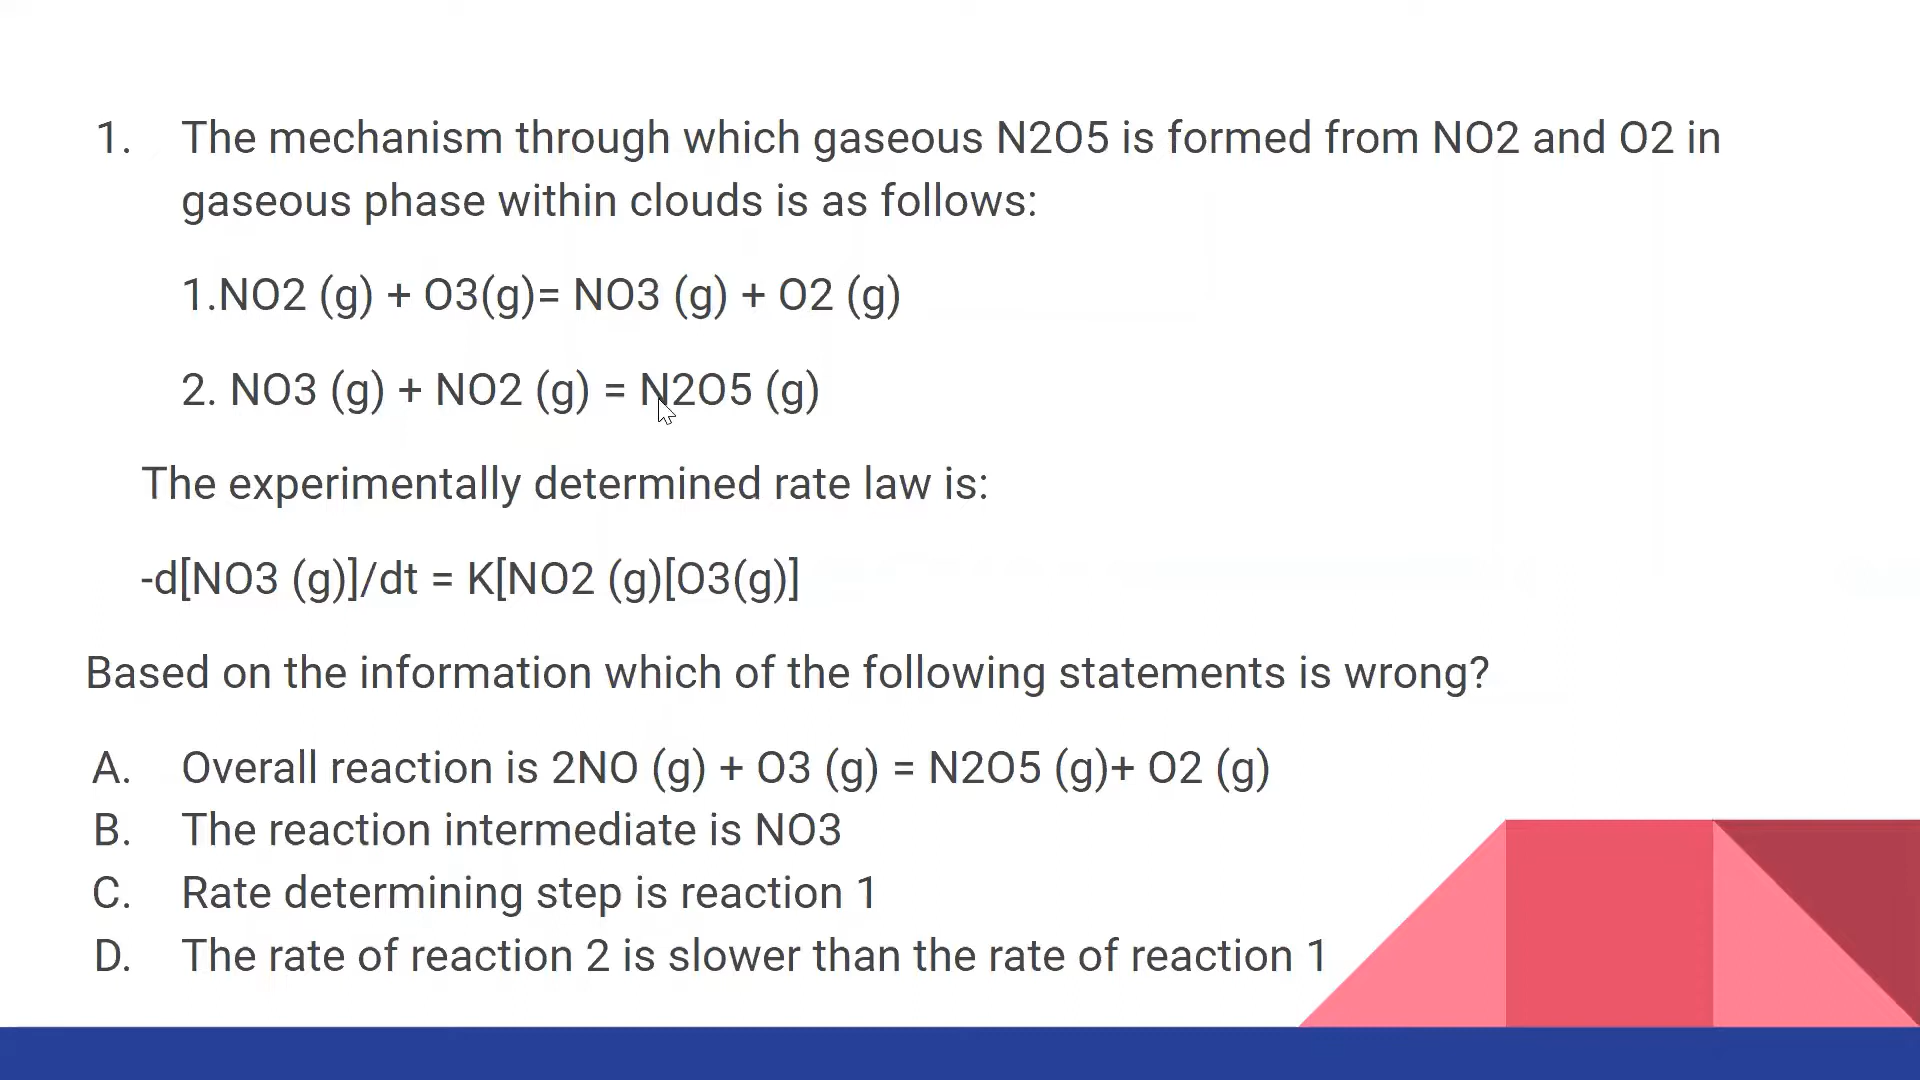 1. The mechanism through which gaseous N2O5 is formed from NO2 and O2 in
gaseous phase within clouds is as follows:
1.NO2 (g) + O3(g)= NO3 (g) + O2 (g)
2. NO3 (g) + NO2 (g) = N2O5 (g)
The experimentally determined rate law is:
-d[NO3 (g)]/dt = K[NO2 (g)[O3(g)]
Based on the information which of the following statements is wrong?
A. Overall reaction is 2NO (g) + O3 (g) = N2O5 (g)+ O2 (g)
B. The reaction intermediate is NO3
C. Rate determining step is reaction 1
D. The rate of reaction 2 is slower than the rate of reaction 1